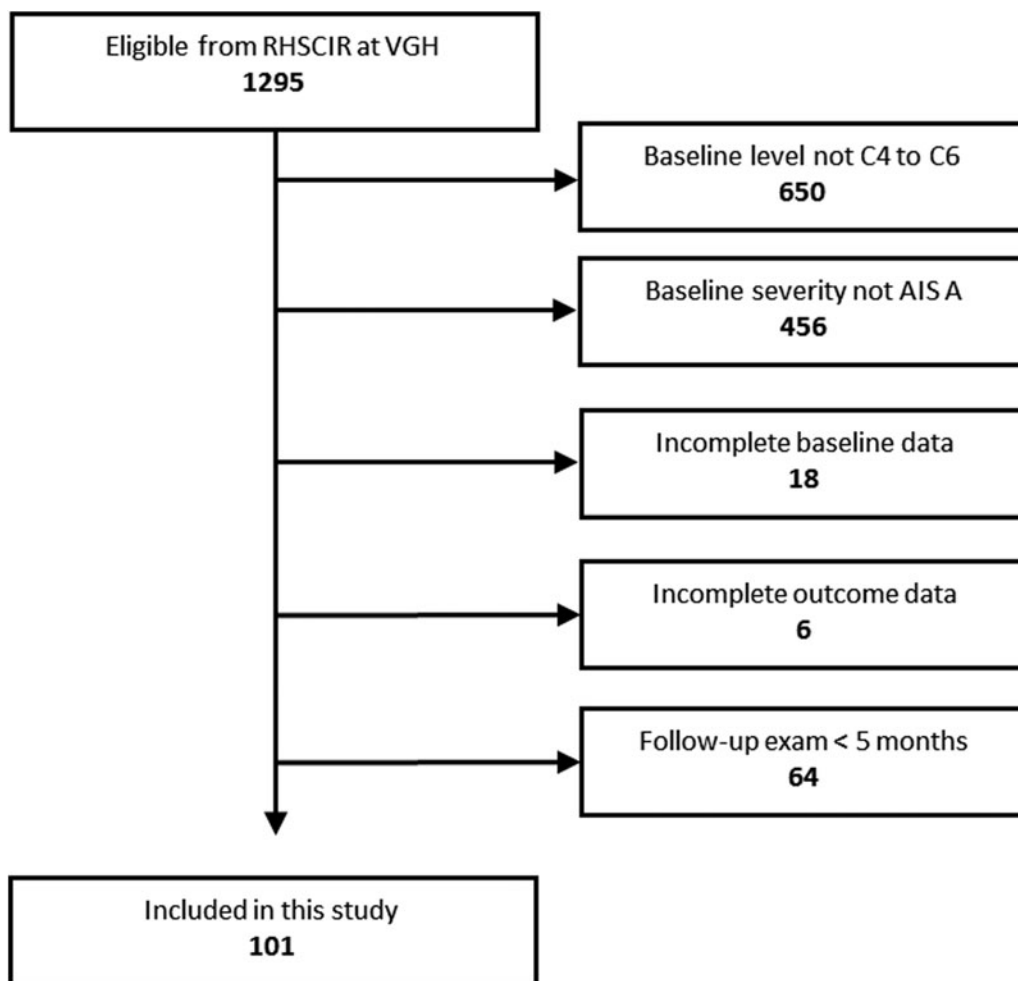 Eligible from RHSCIR at VGH
1295
Baseline level not C4 to C6
650
Baseline severity not AIS A
456
Incomplete baseline data
18
Incomplete outcome data
6
Follow-up exam < 5 months
64
Included in this study
101